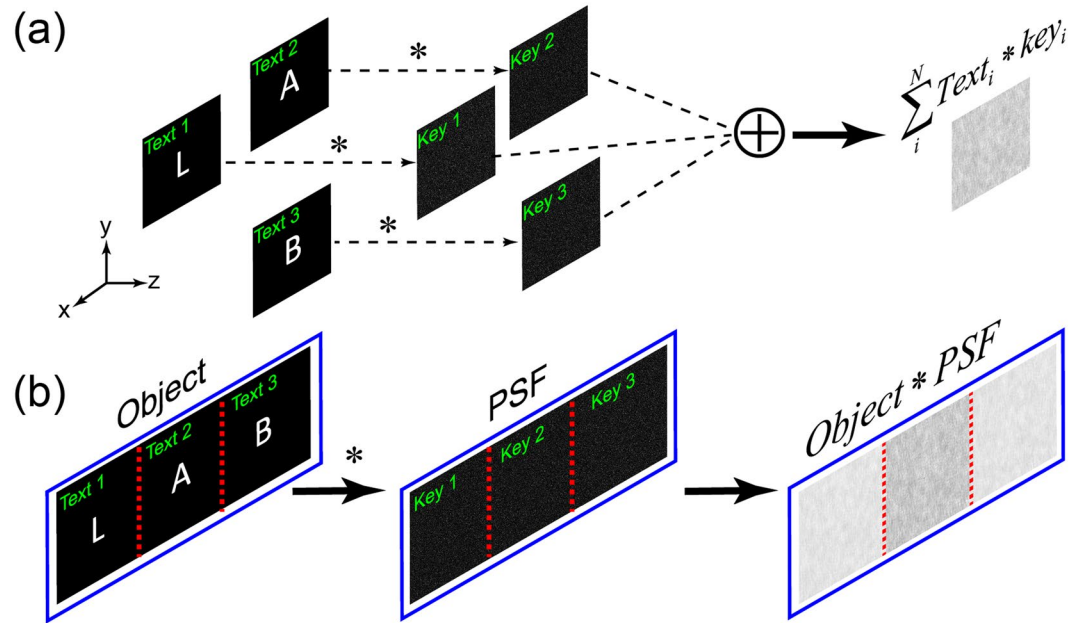 (a)
Text 2
A
*
Key 2
Text 1
L
*
Key 1
Text 3
B
*
Key 3
⊕
N
∑ Text_i * key_i
i
y
z
x
(b)
Object
Text 1
L
Text 2
A
Text 3
B
*
PSF
Key 1
Key 2
Key 3
Object * PSF